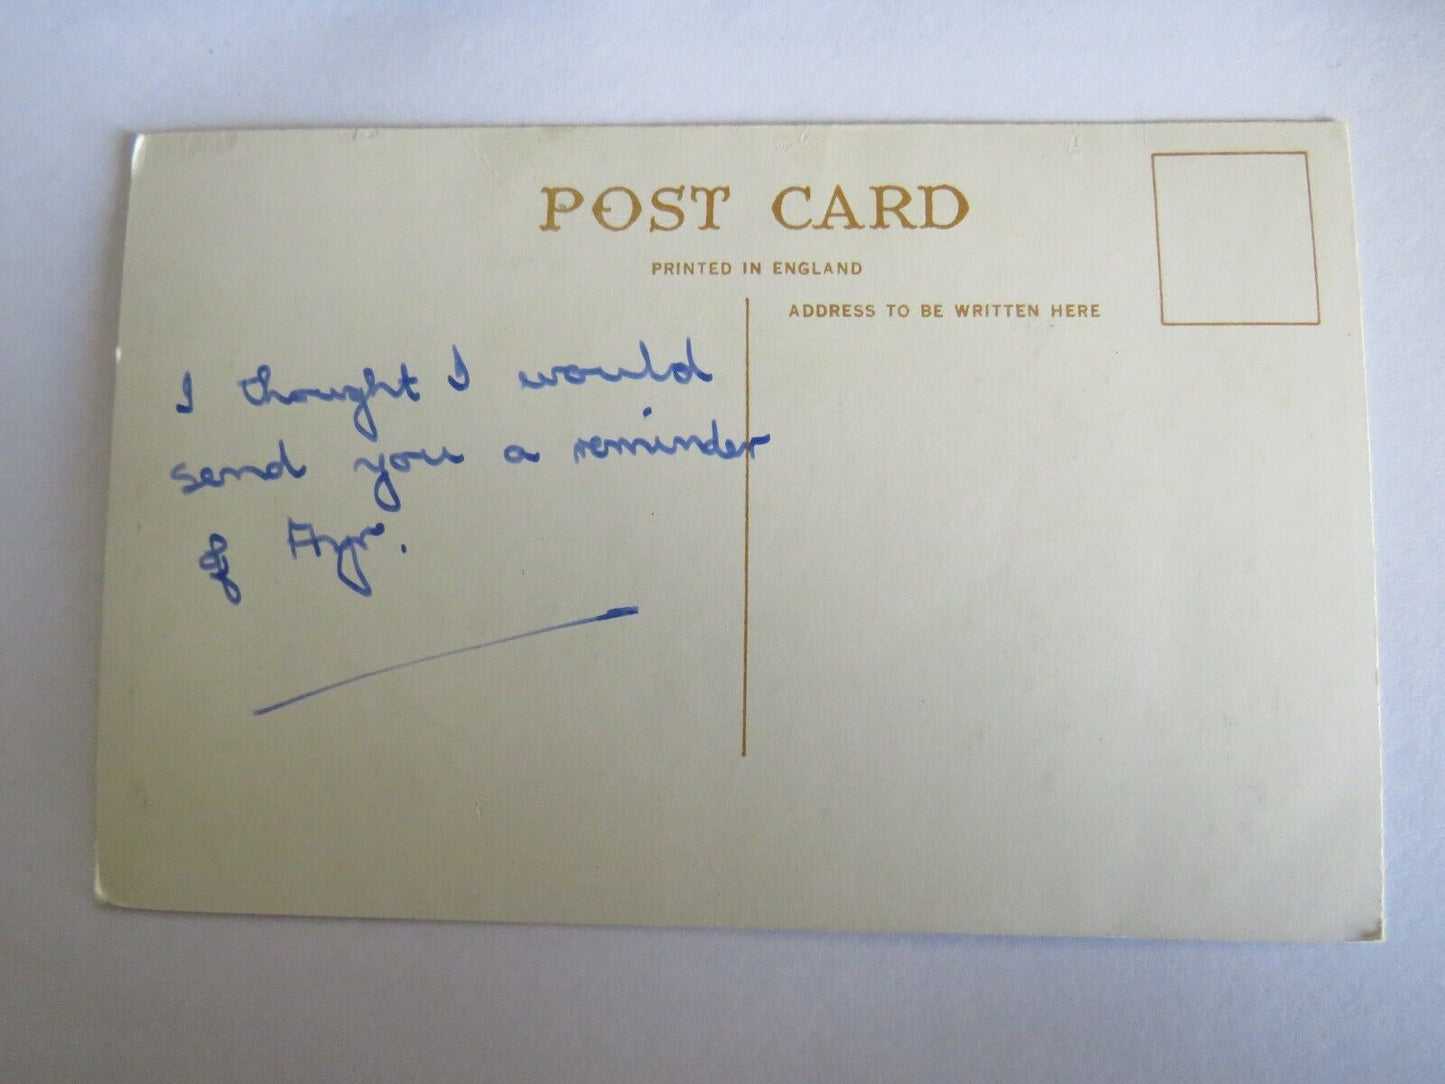 POST CARD
PRINTED IN ENGLAND
ADDRESS TO BE WRITTEN HERE
I thought I would
send you a reminder
of Ayr.